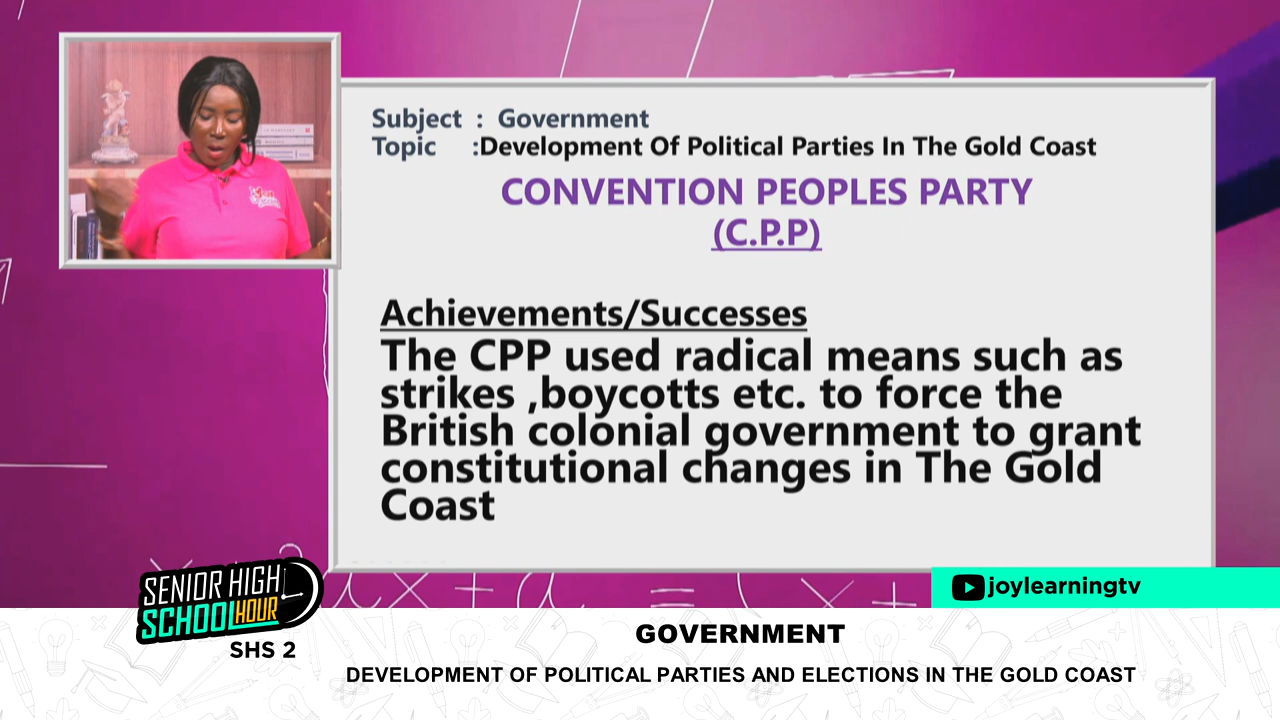 Subject : Government
Topic :Development Of Political Parties In The Gold Coast
CONVENTION PEOPLES PARTY
(C.P.P)
Achievements/Successes
The CPP used radical means such as
strikes ,boycotts etc. to force the
British colonial government to grant
constitutional changes in The Gold
Coast
SENIOR HIGH
SCHOOL HOUR
SHS 2
joylearningtv
GOVERNMENT
DEVELOPMENT OF POLITICAL PARTIES AND ELECTIONS IN THE GOLD COAST